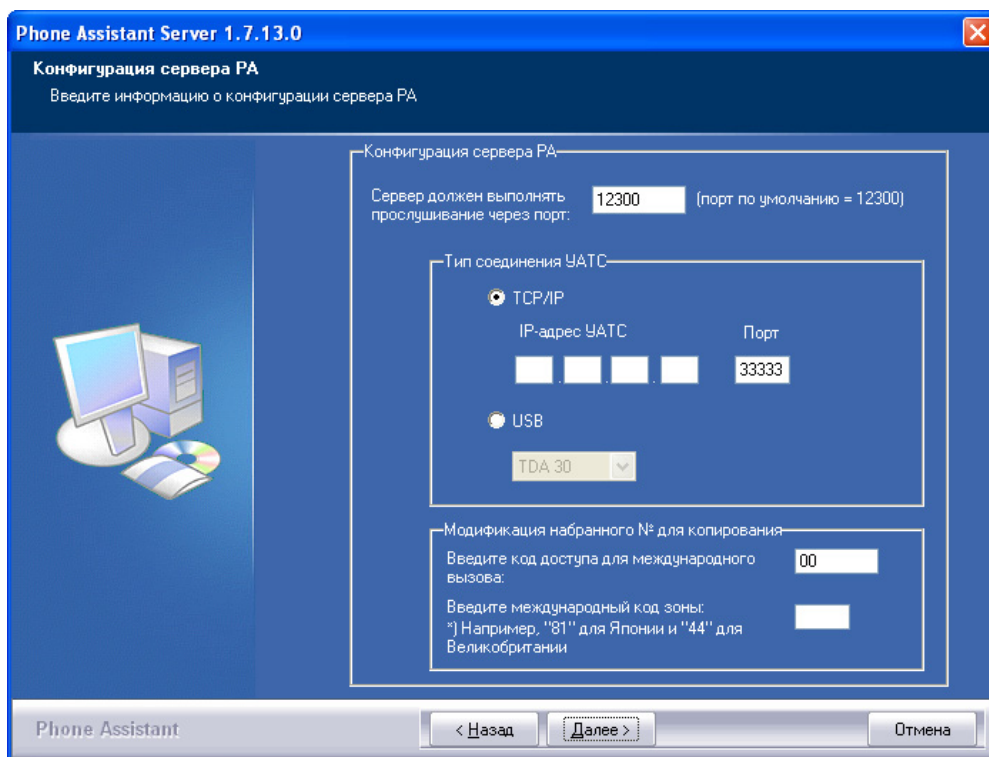 Phone Assistant Server 1.7.13.0
Конфигурация сервера PA
Введите информацию о конфигурации сервера PA
Конфигурация сервера PA
Сервер должен выполнять
прослушивание через порт:
12300
(порт по умолчанию = 12300)
Тип соединения УАТС
TCP/IP
IP-адрес УАТС
Порт
. . .
33333
USB
TDA 30
Модификация набранного № для копирования
Введите код доступа для международного
вызова:
00
Введите международный код зоны:
*) Например, "81" для Японии и "44" для
Великобритании
Phone Assistant
< Назад
Далее >
Отмена